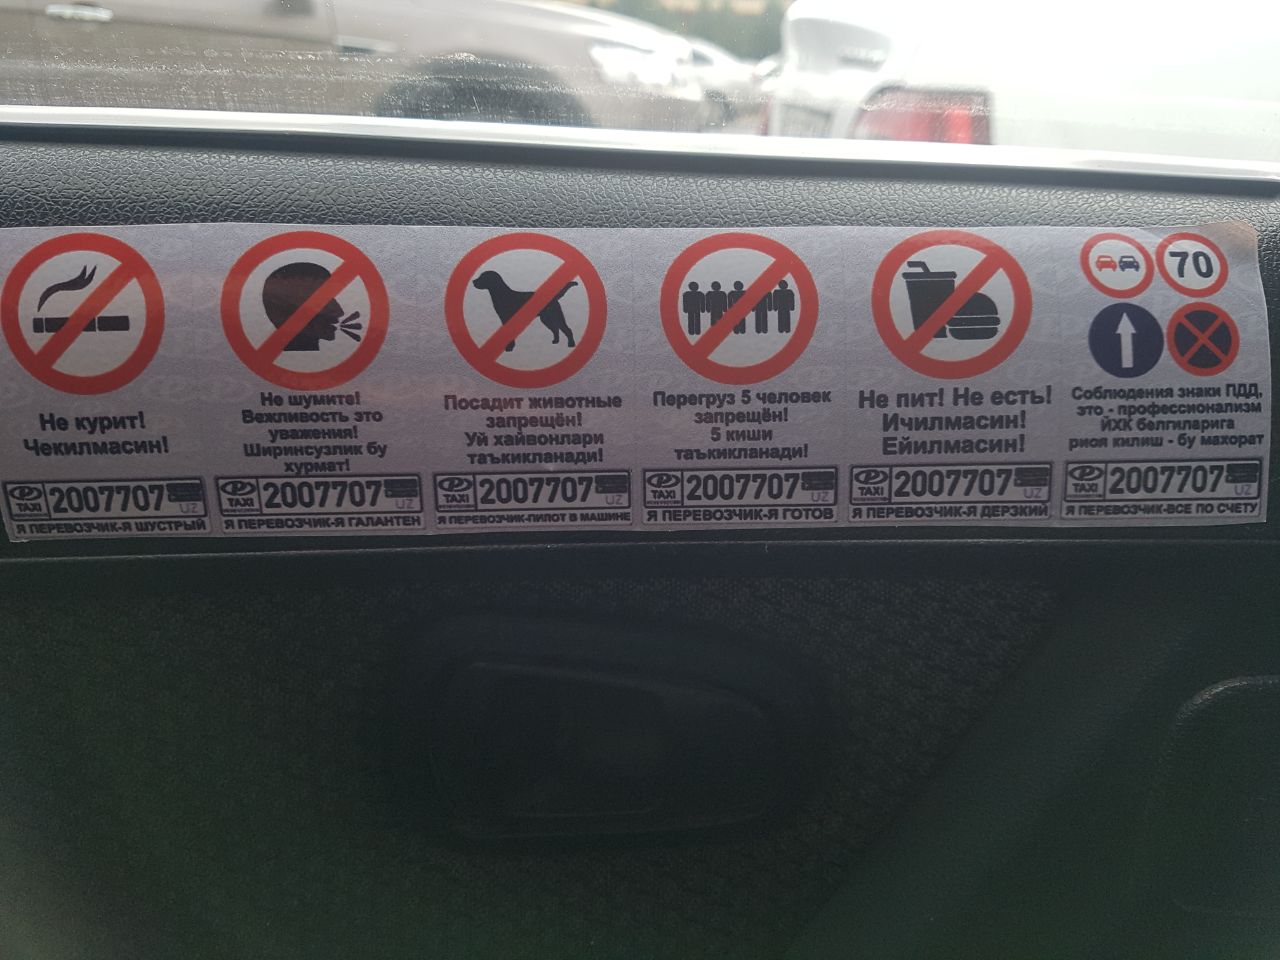 Не курит!
Чекилмасин!
TAXI
2007707
UZ
Я ПЕРЕВОЗЧИК-Я ШУСТРЫЙ
Не шумите!
Вежливость это
уважения!
Ширинсузлик бу
хурмат!
TAXI
2007707
UZ
Я ПЕРЕВОЗЧИК-Я ГАЛАНТЕН
Посадит животные
запрещён!
Уй хайвонлари
таъкикланади!
TAXI
2007707
UZ
Я ПЕРЕВОЗЧИК-ПИЛОТ В МАШИНЕ
Перегруз 5 человек
запрещён!
5 киши
таъкикланади!
TAXI
2007707
UZ
Я ПЕРЕВОЗЧИК-Я ГОТОВ
Не пит! Не есть!
Ичилмасин!
Ейилмасин!
TAXI
2007707
UZ
Я ПЕРЕВОЗЧИК-Я ДЕРЗКИЙ
70
Соблюдения знаки ПДД,
это - профессионализм
ЙХК белгиларига
риоя килиш - бу махорат
TAXI
2007707
UZ
Я ПЕРЕВОЗЧИК-ВСЕ ПО СЧЕТУ